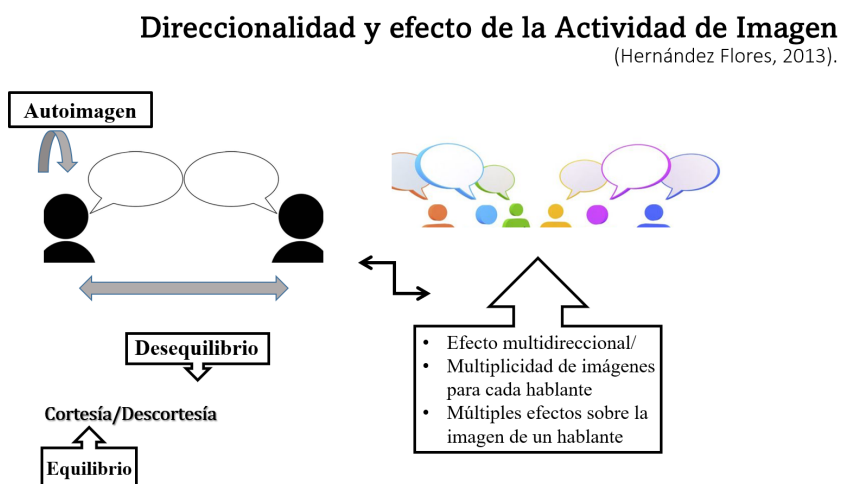 Direccionalidad y efecto de la Actividad de Imagen
(Hernández Flores, 2013).
Autoimagen
Desequilibrio
Cortesía/Descortesía
Equilibrio
• Efecto multidireccional/
• Multiplicidad de imágenes
para cada hablante
• Múltiples efectos sobre la
imagen de un hablante